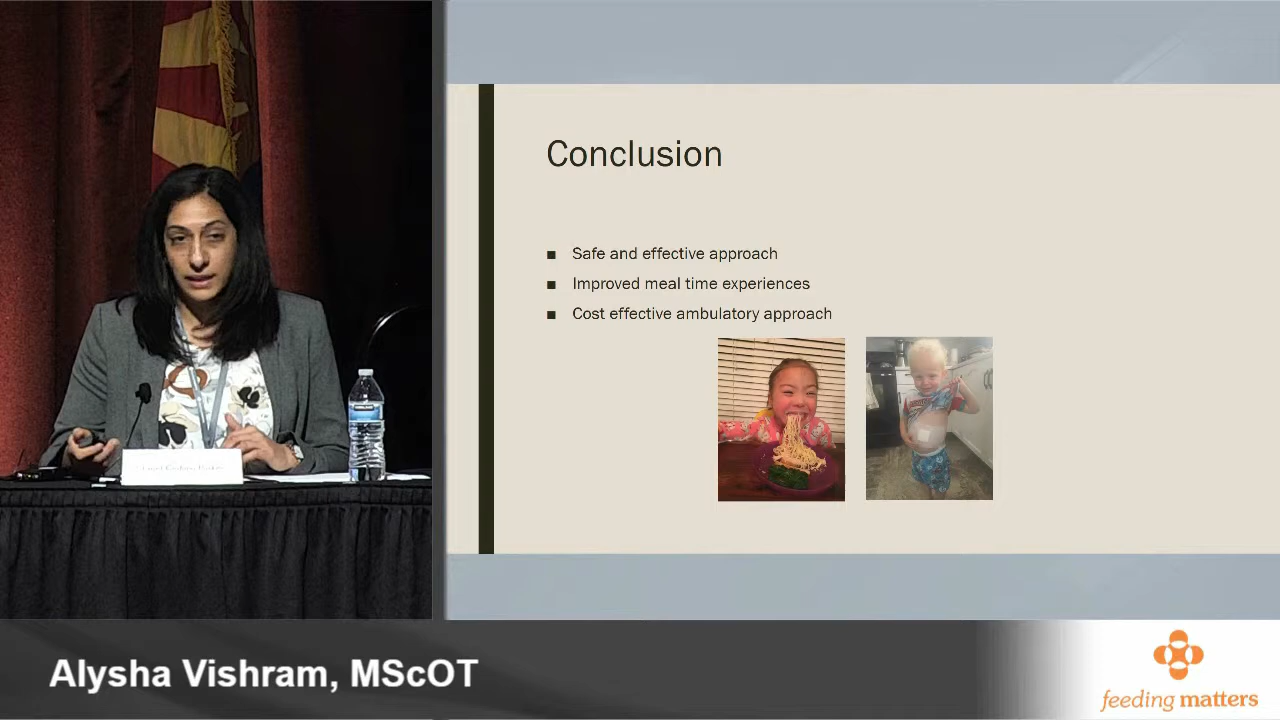 Conclusion
■ Safe and effective approach
■ Improved meal time experiences
■ Cost effective ambulatory approach
Alysha Vishram, MScOT
feeding matters